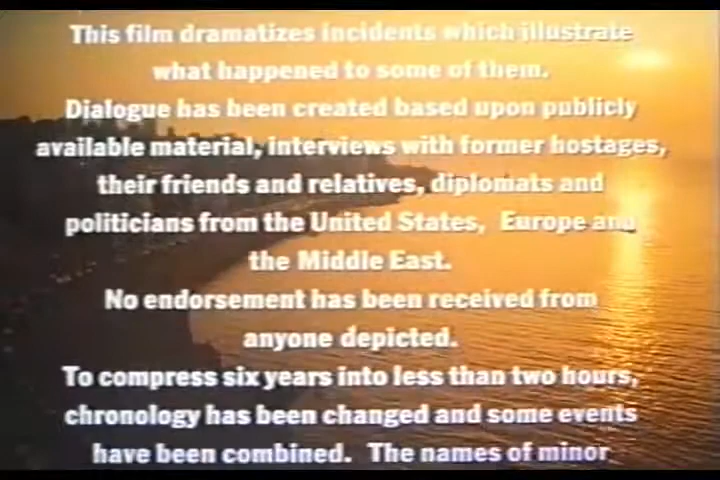 This film dramatizes incidents which illustrate
what happened to some of them.
Dialogue has been created based upon publicly
available material, interviews with former hostages,
their friends and relatives, diplomats and
politicians from the United States, Europe and
the Middle East.
No endorsement has been received from
anyone depicted.
To compress six years into less than two hours,
chronology has been changed and some events
have been combined. The names of minor